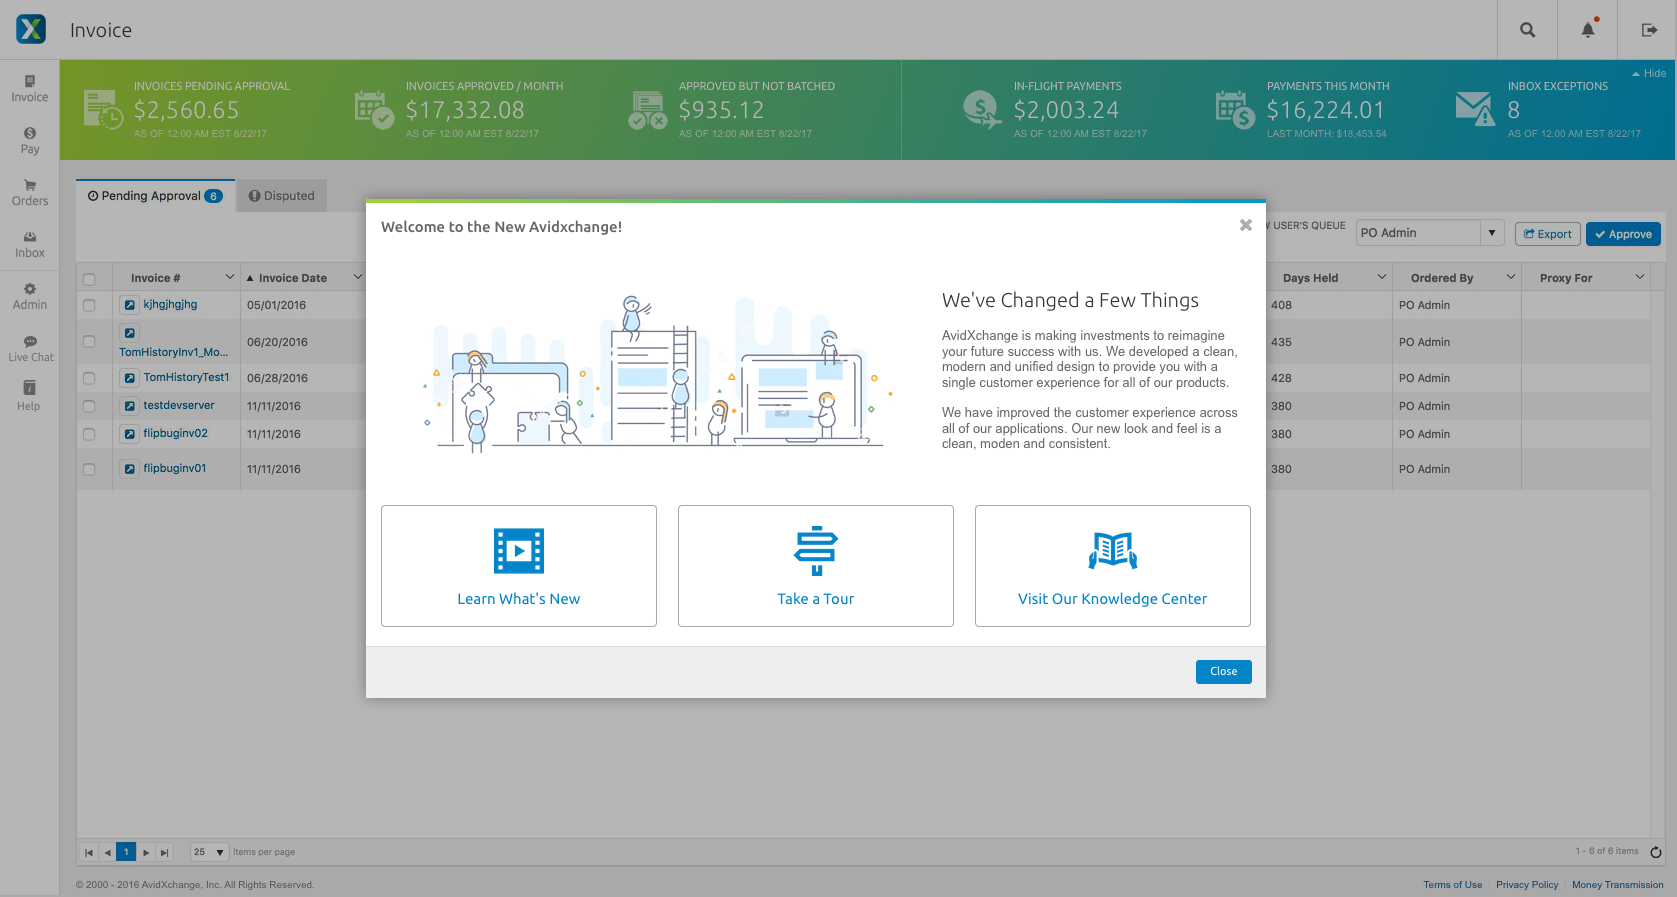 Invoice
Invoice
Pay
Orders
Inbox
Admin
Live Chat
Help
Hide
INVOICES PENDING APPROVAL
$2,560.65
AS OF 12:00 AM EST 8/22/17
INVOICES APPROVED / MONTH
$17,332.08
AS OF 12:00 AM EST 8/22/17
APPROVED BUT NOT BATCHED
$935.12
AS OF 12:00 AM EST 8/22/17
IN-FLIGHT PAYMENTS
$2,003.24
AS OF 12:00 AM EST 8/22/17
PAYMENTS THIS MONTH
$16,224.01
LAST MONTH: $18,453.54
INBOX EXCEPTIONS
8
AS OF 12:00 AM EST 8/22/17
Pending Approval 6
Disputed
USER'S QUEUE
PO Admin
Export
Approve
Invoice # Invoice Date Days Held Ordered By Proxy For
kjhgjhgjhg 05/01/2016 408 PO Admin
TomHistoryInv1_Mo... 06/20/2016 435 PO Admin
TomHistoryTest1 06/28/2016 428 PO Admin
testdevserver 11/11/2016 380 PO Admin
flipbuginv02 11/11/2016 380 PO Admin
flipbuginv01 11/11/2016 380 PO Admin
Welcome to the New Avidxchange!
We've Changed a Few Things
AvidXchange is making investments to reimagine
your future success with us. We developed a clean,
modern and unified design to provide you with a
single customer experience for all of our products.
We have improved the customer experience across
all of our applications. Our new look and feel is a
clean, moden and consistent.
Learn What's New
Take a Tour
Visit Our Knowledge Center
Close
1
25
items per page
1 - 6 of 6 items
© 2000 - 2016 AvidXchange, Inc. All Rights Reserved.
Terms of Use
Privacy Policy
Money Transmission